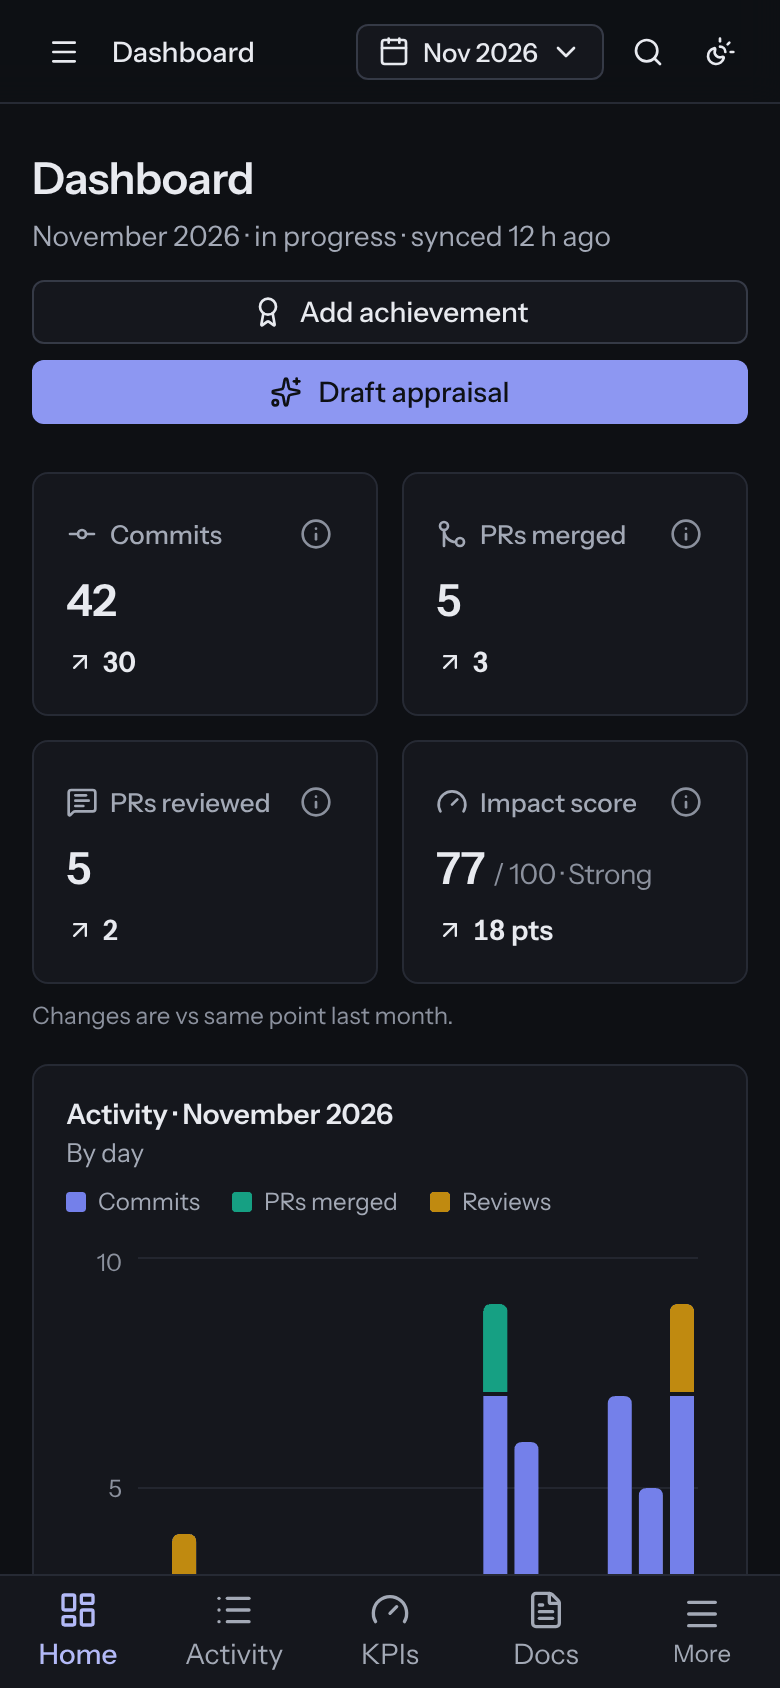 Dashboard
Nov 2026
Dashboard
November 2026 · in progress · synced 12 h ago
Add achievement
Draft appraisal
Commits
42
30
PRs merged
5
3
PRs reviewed
5
2
Impact score
77 / 100 · Strong
18 pts
Changes are vs same point last month.
Activity · November 2026
By day
Commits PRs merged Reviews
10
5
Home Activity KPIs Docs More